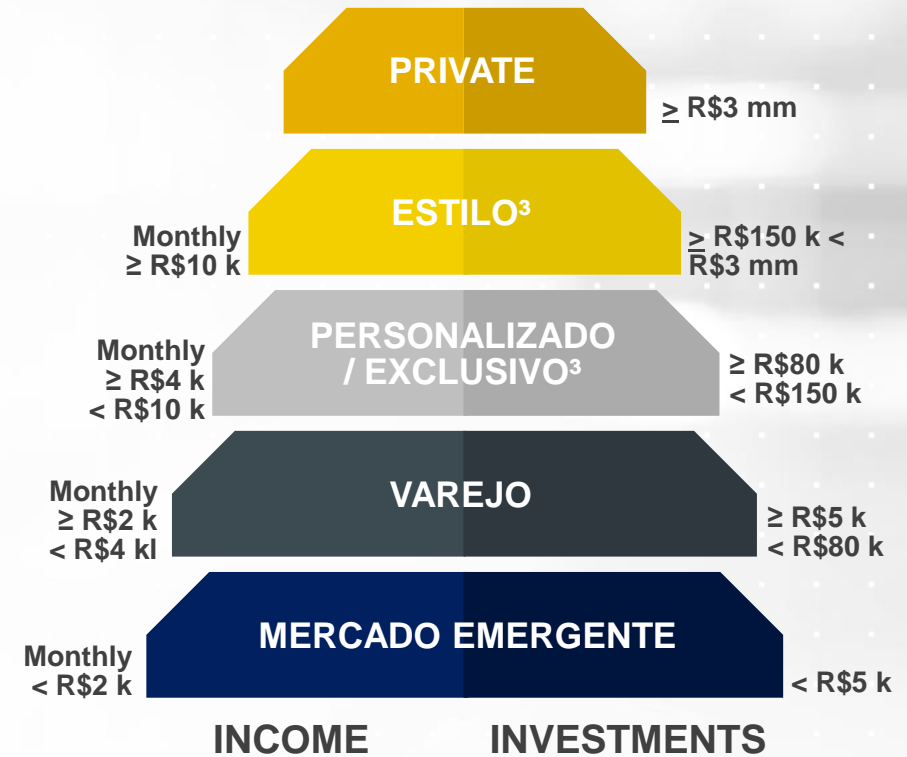 PRIVATE
≥ R$3 mm
ESTILO³
Monthly
≥ R$10 k
≥ R$150 k <
R$3 mm
PERSONALIZADO
/ EXCLUSIVO³
Monthly
≥ R$4 k
< R$10 k
≥ R$80 k
< R$150 k
VAREJO
Monthly
≥ R$2 k
< R$4 kl
≥ R$5 k
< R$80 k
MERCADO EMERGENTE
Monthly
< R$2 k
< R$5 k
INCOME INVESTMENTS